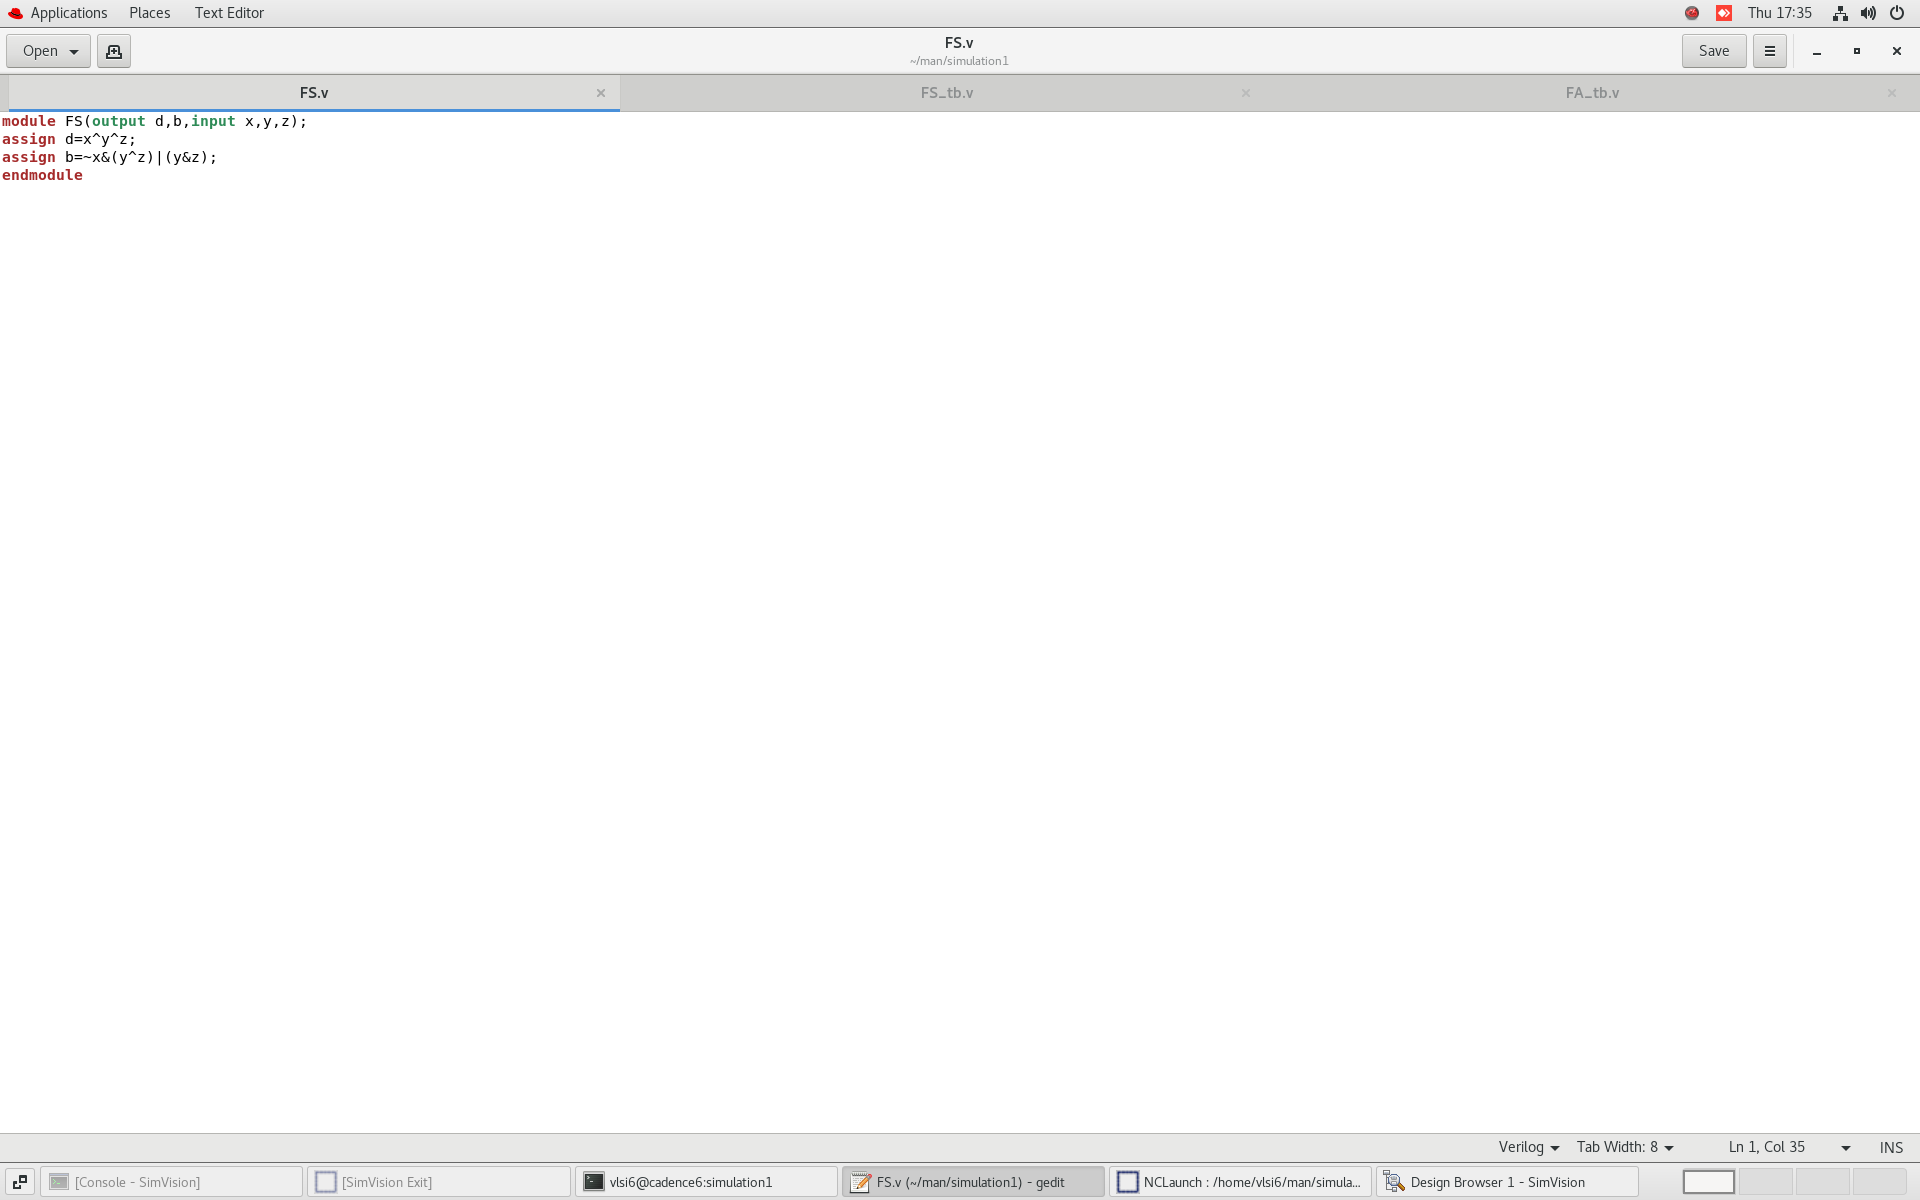 Applications Places Text Editor Thu 17:35
Open FS.v Save
~/man/simulation1
FS.v FS_tb.v FA_tb.v
module FS(output d,b,input x,y,z);
assign d=x^y^z;
assign b=~x&(y^z)|(y&z);
endmodule
Verilog Tab Width: 8 Ln 1, Col 35 INS
[Console - SimVision] [SimVision Exit] vlsi6@cadence6:simulation1 FS.v (~/man/simulation1) - gedit NCLaunch : /home/vlsi6/man/simula... Design Browser 1 - SimVision